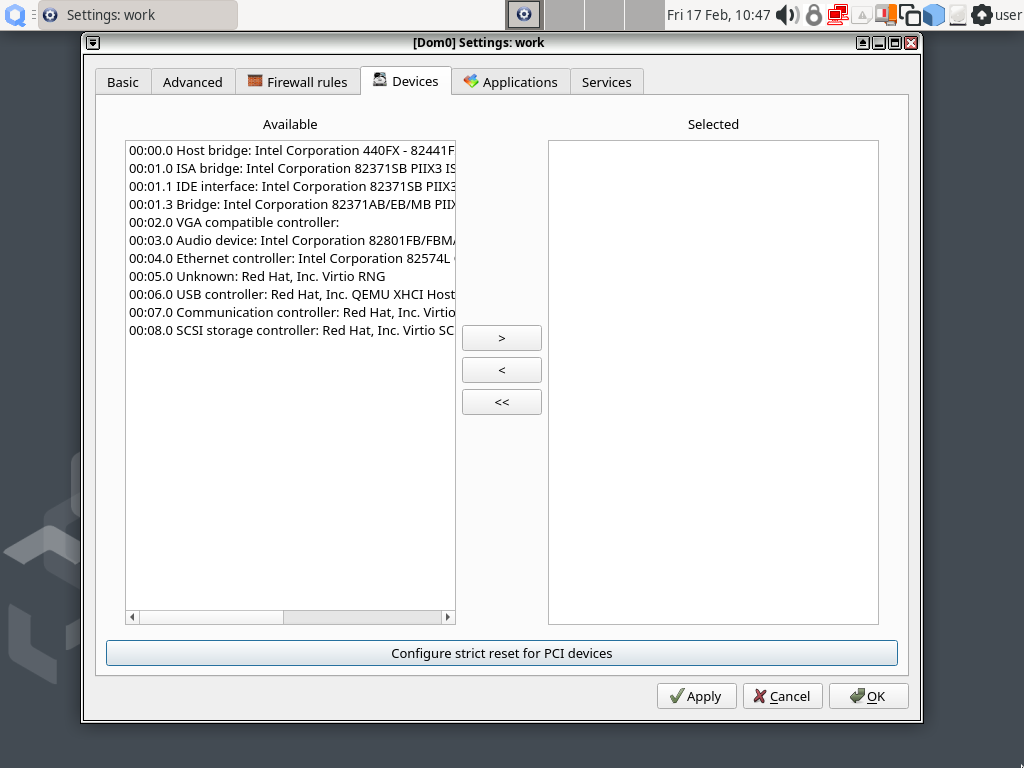 Settings: work
Fri 17 Feb, 10:47
user
[Dom0] Settings: work
Basic
Advanced
Firewall rules
Devices
Applications
Services
Available
Selected
00:00.0 Host bridge: Intel Corporation 440FX - 82441F
00:01.0 ISA bridge: Intel Corporation 82371SB PIIX3 IS
00:01.1 IDE interface: Intel Corporation 82371SB PIIX3
00:01.3 Bridge: Intel Corporation 82371AB/EB/MB PIIX
00:02.0 VGA compatible controller:
00:03.0 Audio device: Intel Corporation 82801FB/FBM/
00:04.0 Ethernet controller: Intel Corporation 82574L
00:05.0 Unknown: Red Hat, Inc. Virtio RNG
00:06.0 USB controller: Red Hat, Inc. QEMU XHCI Host
00:07.0 Communication controller: Red Hat, Inc. Virtio
00:08.0 SCSI storage controller: Red Hat, Inc. Virtio SC
>
<
<<
Configure strict reset for PCI devices
Apply
Cancel
OK